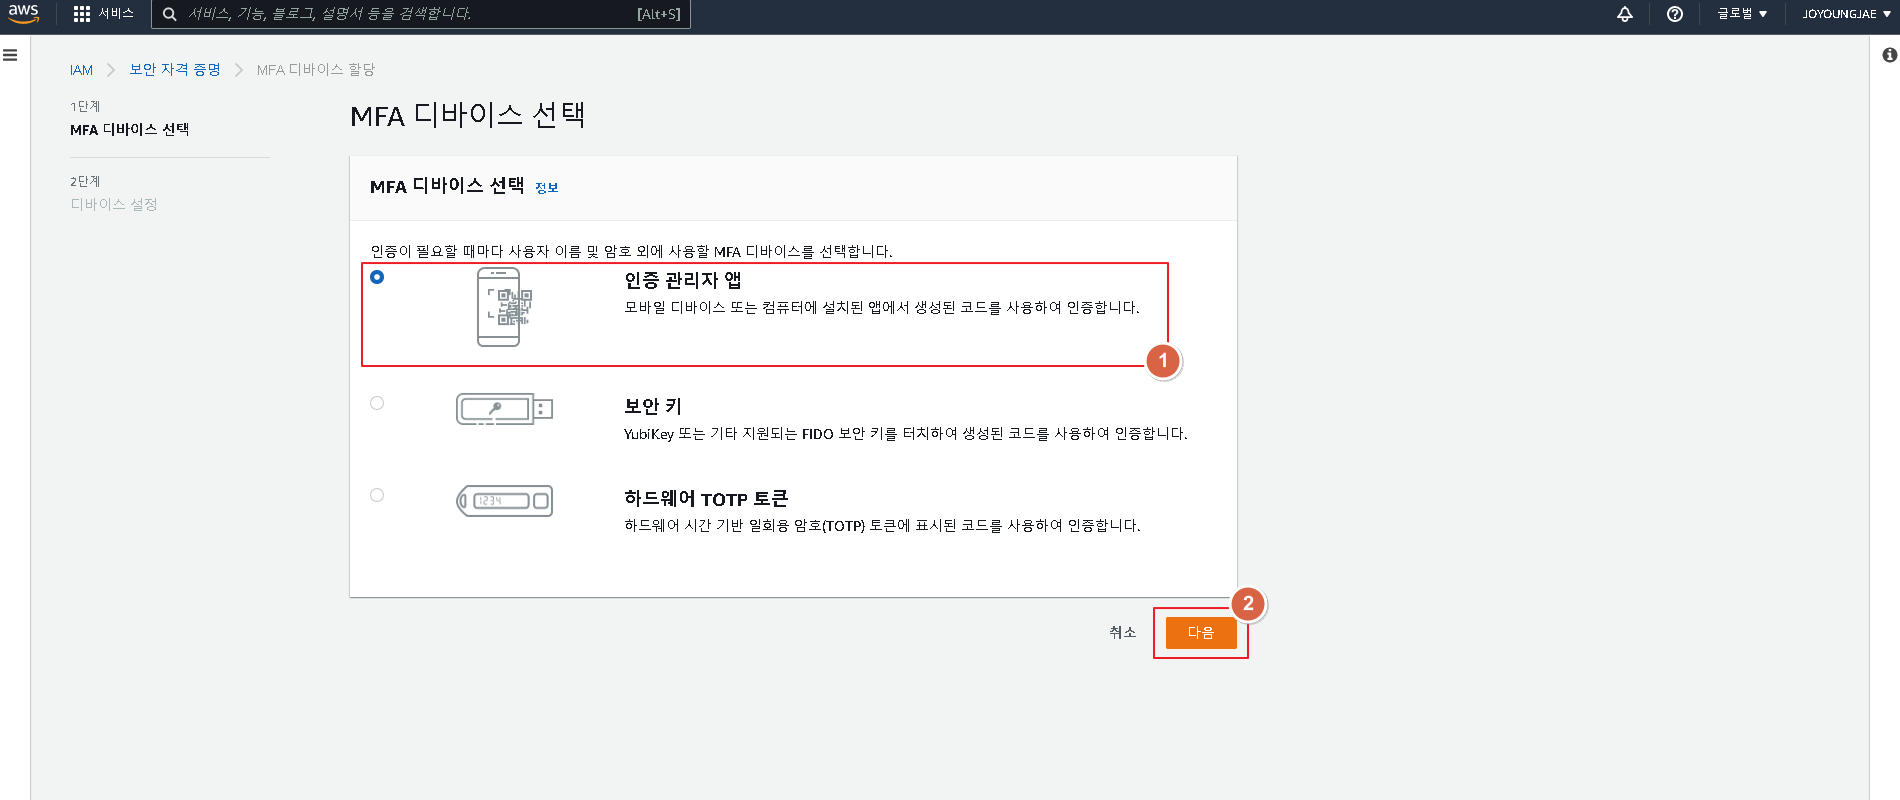 aws
서비스
서비스, 기능, 블로그, 설명서 등을 검색합니다.
[Alt+S]
글로벌
JOYOUNGJAE
IAM
보안 자격 증명
MFA 디바이스 할당
1단계
MFA 디바이스 선택
2단계
디바이스 설정
MFA 디바이스 선택
MFA 디바이스 선택 정보
인증이 필요할 때마다 사용자 이름 및 암호 외에 사용할 MFA 디바이스를 선택합니다.
인증 관리자 앱
모바일 디바이스 또는 컴퓨터에 설치된 앱에서 생성된 코드를 사용하여 인증합니다.
1
보안 키
YubiKey 또는 기타 지원되는 FIDO 보안 키를 터치하여 생성된 코드를 사용하여 인증합니다.
1234
하드웨어 TOTP 토큰
하드웨어 시간 기반 일회용 암호(TOTP) 토큰에 표시된 코드를 사용하여 인증합니다.
2
취소
다음